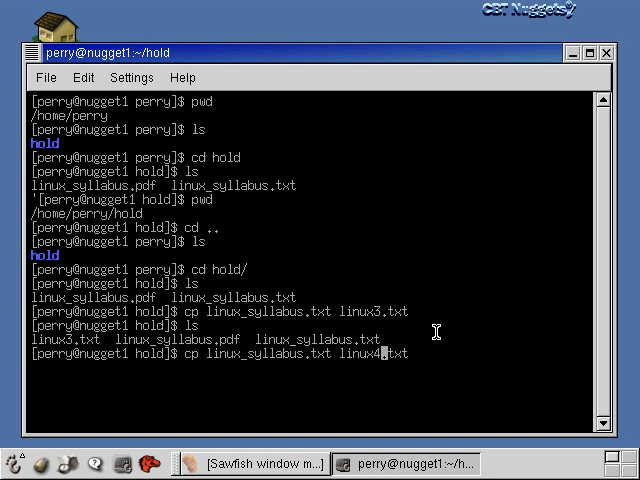 CBT Nuggets
perry@nugget1:~/hold
File Edit Settings Help
[perry@nugget1 perry]$ pwd
/home/perry
[perry@nugget1 perry]$ ls
hold
[perry@nugget1 perry]$ cd hold
[perry@nugget1 hold]$ ls
linux_syllabus.pdf  linux_syllabus.txt
'[perry@nugget1 hold]$ pwd
/home/perry/hold
[perry@nugget1 hold]$ cd ..
[perry@nugget1 perry]$ ls
hold
[perry@nugget1 perry]$ cd hold/
[perry@nugget1 hold]$ ls
linux_syllabus.pdf  linux_syllabus.txt
[perry@nugget1 hold]$ cp linux_syllabus.txt linux3.txt
[perry@nugget1 hold]$ ls
linux3.txt  linux_syllabus.pdf  linux_syllabus.txt
[perry@nugget1 hold]$ cp linux_syllabus.txt linux4.txt
[Sawfish window m...] perry@nugget1:~/h...